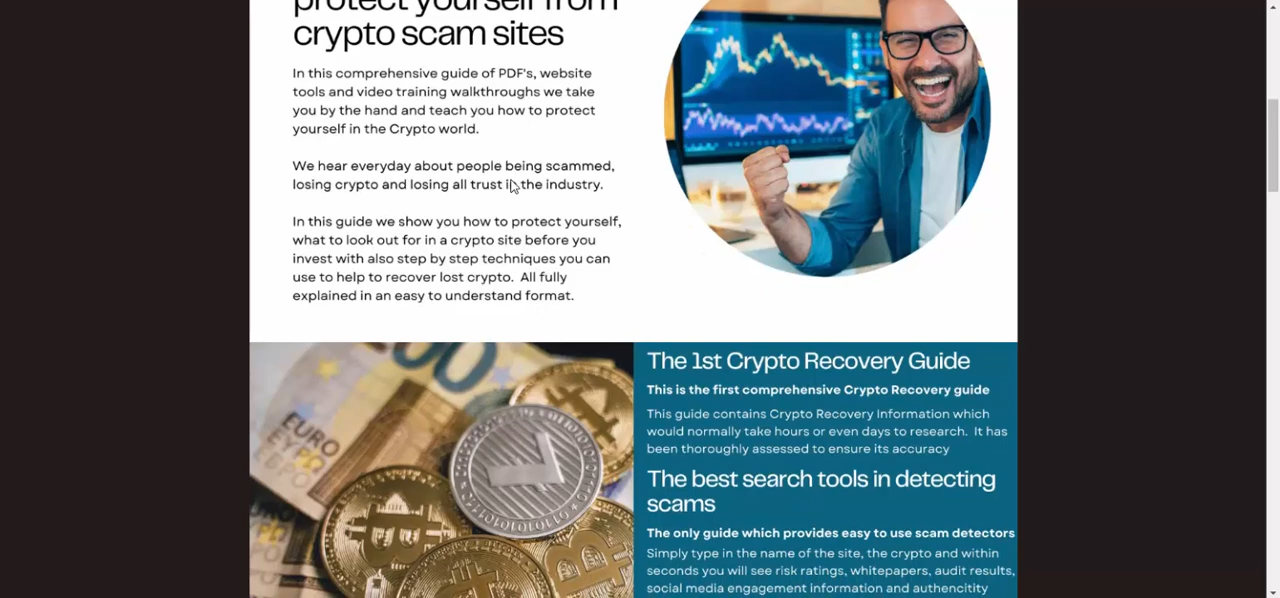 protect yourself from
crypto scam sites
In this comprehensive guide of PDF's, website
tools and video training walkthroughs we take
you by the hand and teach you how to protect
yourself in the Crypto world.
We hear everyday about people being scammed,
losing crypto and losing all trust in the industry.
In this guide we show you how to protect yourself,
what to look out for in a crypto site before you
invest with also step by step techniques you can
use to help to recover lost crypto.  All fully
explained in an easy to understand format.
EURO
The 1st Crypto Recovery Guide
This is the first comprehensive Crypto Recovery guide
This guide contains Crypto Recovery Information which
would normally take hours or even days to research.  It has
been thoroughly assessed to ensure its accuracy
The best search tools in detecting
scams
The only guide which provides easy to use scam detectors
Simply type in the name of the site, the crypto and within
seconds you will see risk ratings, whitepapers, audit results,
social media engagement information and authencitity